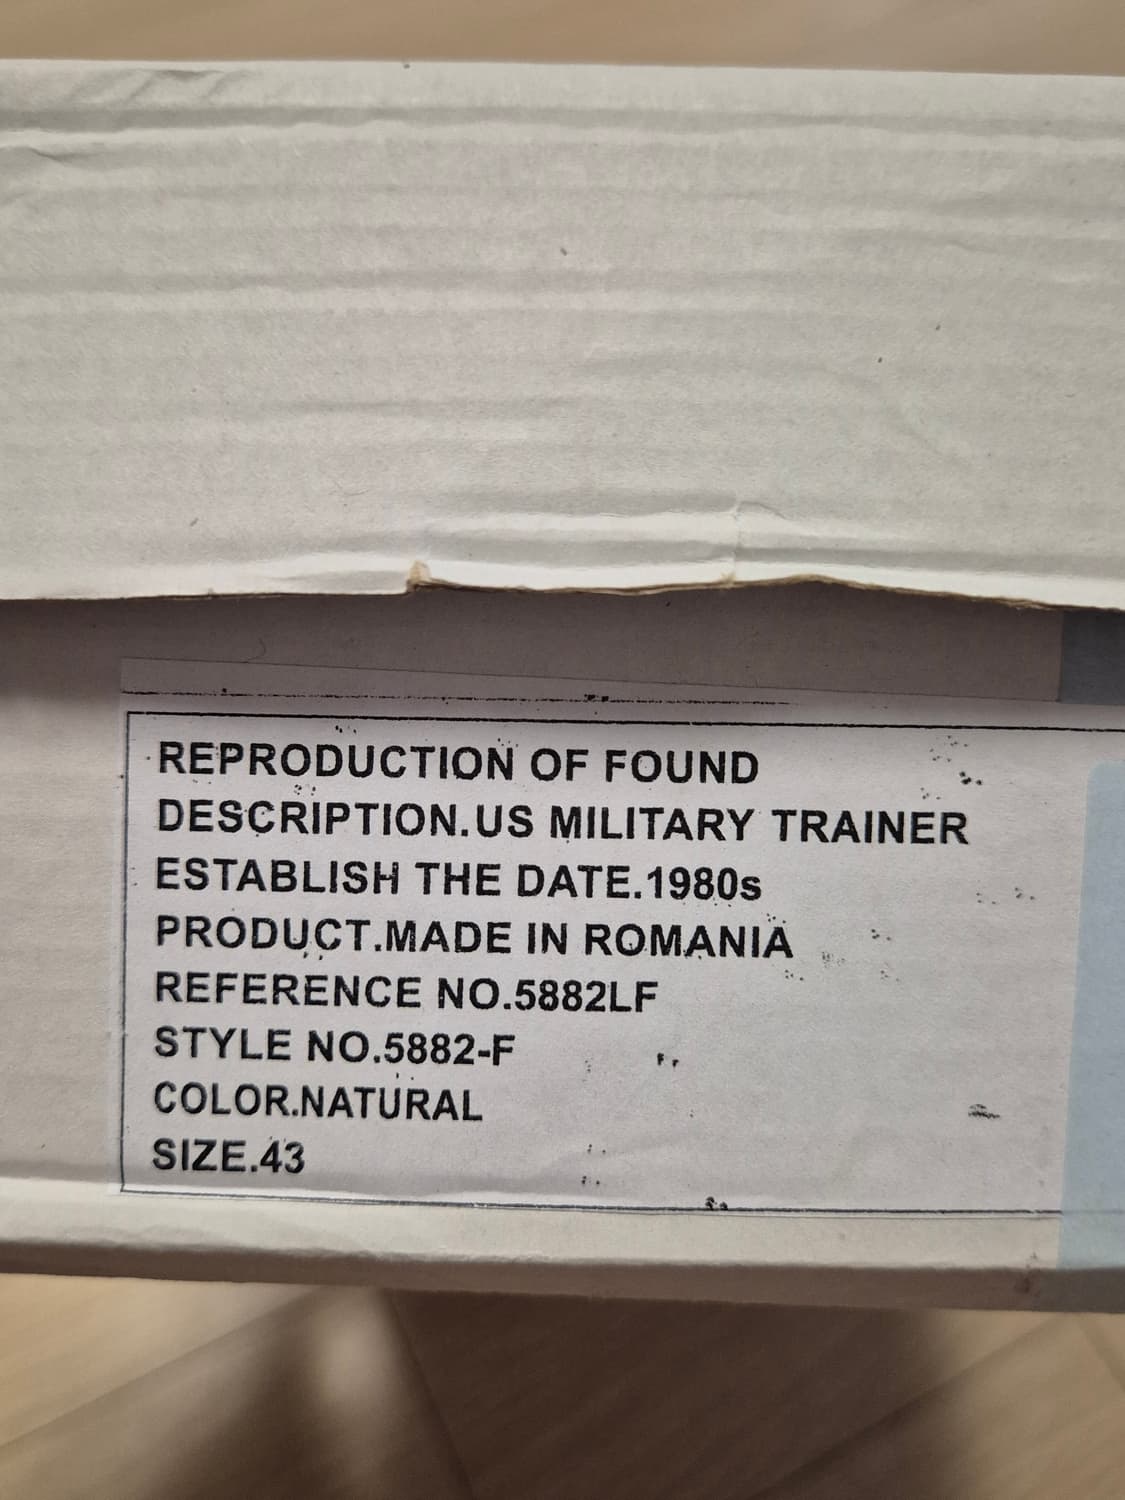 REPRODUCTION OF FOUND
DESCRIPTION.US MILITARY TRAINER
ESTABLISH THE DATE.1980s
PRODUCT.MADE IN ROMANIA
REFERENCE NO.5882LF
STYLE NO.5882-F
COLOR.NATURAL
SIZE.43